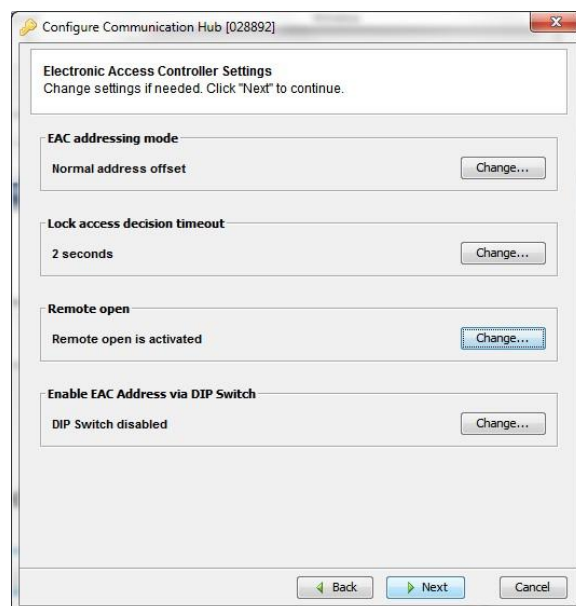 Configure Communication Hub [028892]
Electronic Access Controller Settings
Change settings if needed. Click "Next" to continue.
EAC addressing mode
Normal address offset
Change...
Lock access decision timeout
2 seconds
Change...
Remote open
Remote open is activated
Change...
Enable EAC Address via DIP Switch
DIP Switch disabled
Change...
Back
Next
Cancel